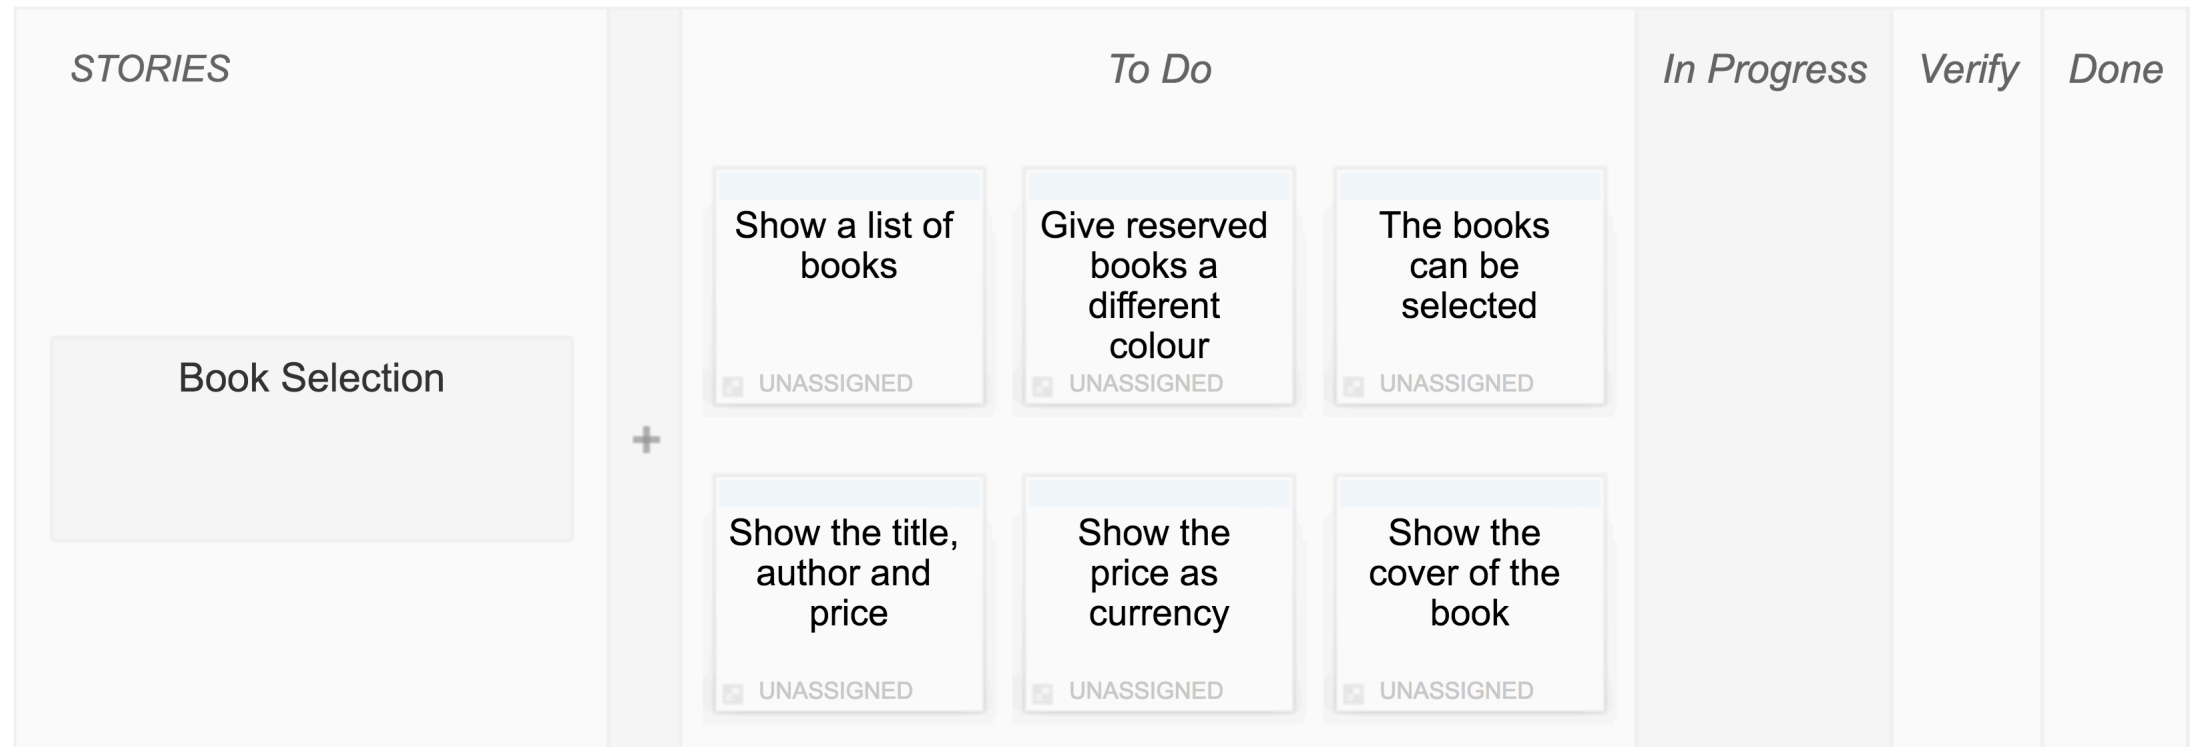 STORIES
To Do
In Progress
Verify
Done
Book Selection
+
Show a list of
books
UNASSIGNED
Give reserved
books a
different
colour
UNASSIGNED
The books
can be
selected
UNASSIGNED
Show the title,
author and
price
UNASSIGNED
Show the
price as
currency
UNASSIGNED
Show the
cover of the
book
UNASSIGNED